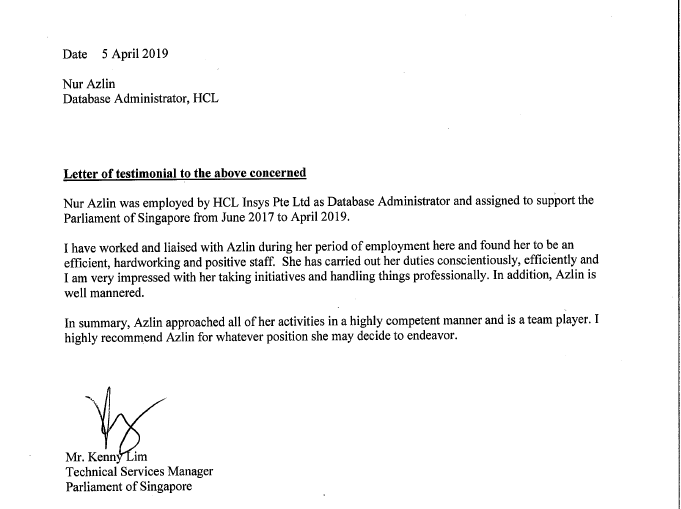 Date 5 April 2019
Nur Azlin
Database Administrator, HCL
Letter of testimonial to the above concerned
Nur Azlin was employed by HCL Insys Pte Ltd as Database Administrator and assigned to support the
Parliament of Singapore from June 2017 to April 2019.
I have worked and liaised with Azlin during her period of employment here and found her to be an
efficient, hardworking and positive staff. She has carried out her duties conscientiously, efficiently and
I am very impressed with her taking initiatives and handling things professionally. In addition, Azlin is
well mannered.
In summary, Azlin approached all of her activities in a highly competent manner and is a team player. I
highly recommend Azlin for whatever position she may decide to endeavor.
Mr. Kenny Lim
Technical Services Manager
Parliament of Singapore